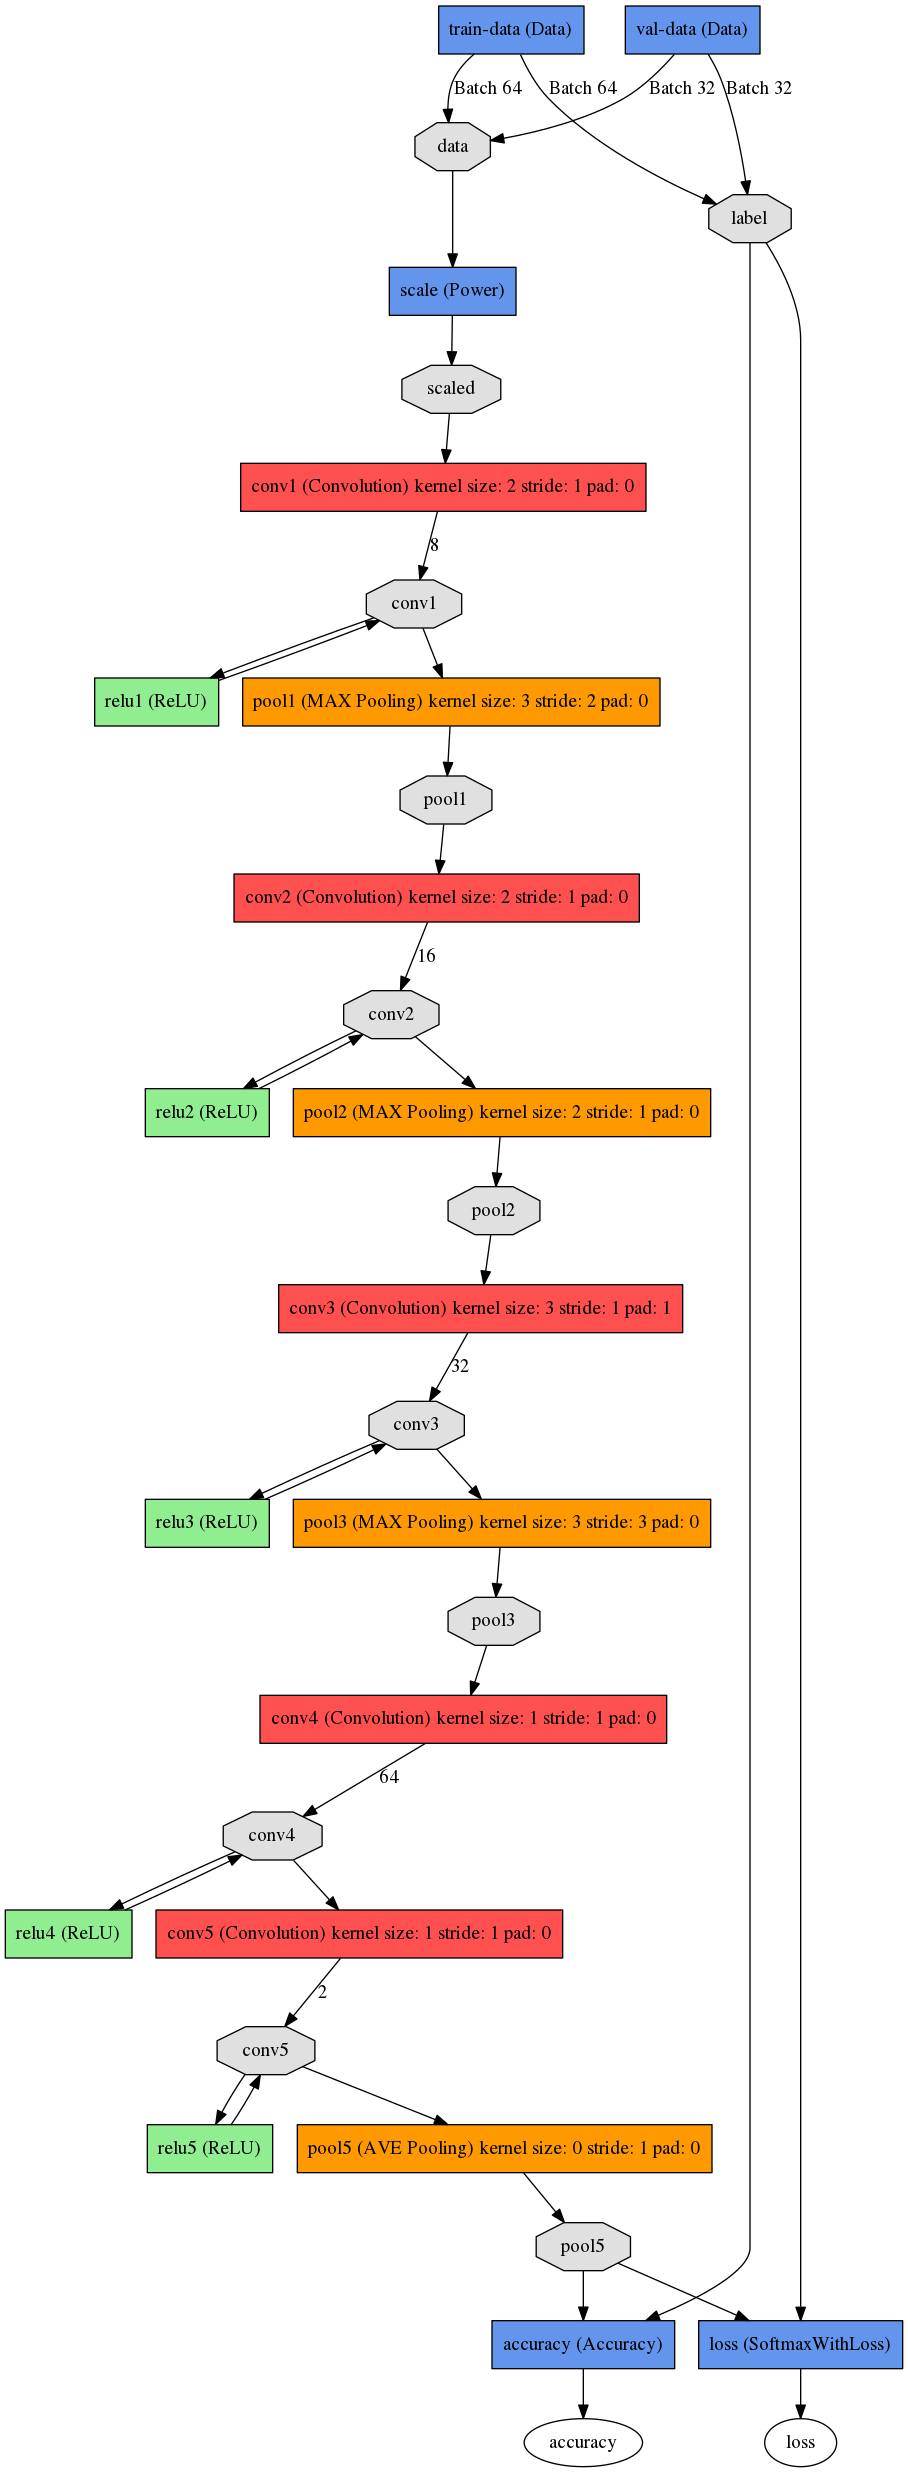 train-data (Data)
val-data (Data)
Batch 64
Batch 64
Batch 32
Batch 32
data
label
scale (Power)
scaled
conv1 (Convolution) kernel size: 2 stride: 1 pad: 0
8
conv1
relu1 (ReLU)
pool1 (MAX Pooling) kernel size: 3 stride: 2 pad: 0
pool1
conv2 (Convolution) kernel size: 2 stride: 1 pad: 0
16
conv2
relu2 (ReLU)
pool2 (MAX Pooling) kernel size: 2 stride: 1 pad: 0
pool2
conv3 (Convolution) kernel size: 3 stride: 1 pad: 1
32
conv3
relu3 (ReLU)
pool3 (MAX Pooling) kernel size: 3 stride: 3 pad: 0
pool3
conv4 (Convolution) kernel size: 1 stride: 1 pad: 0
64
conv4
relu4 (ReLU)
conv5 (Convolution) kernel size: 1 stride: 1 pad: 0
2
conv5
relu5 (ReLU)
pool5 (AVE Pooling) kernel size: 0 stride: 1 pad: 0
pool5
accuracy (Accuracy)
loss (SoftmaxWithLoss)
accuracy
loss